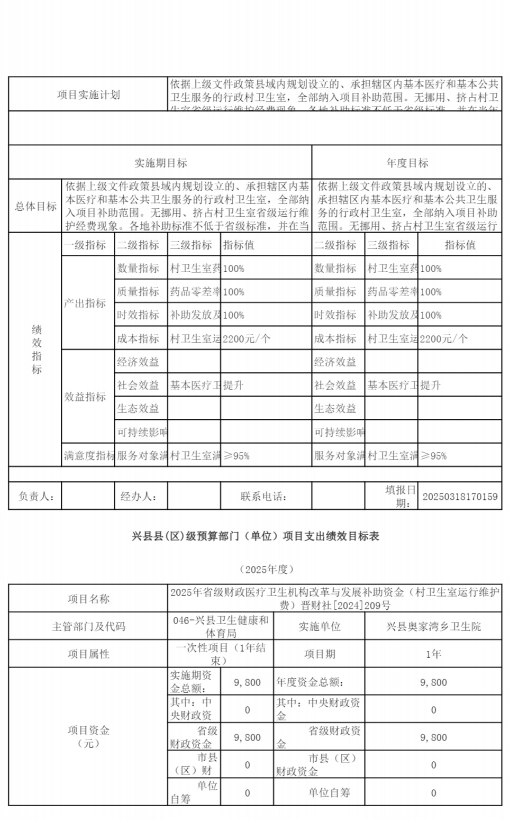 项目实施计划
依据上级文件政策县域内规划设立的、承担辖区内基本医疗和基本公共
卫生服务的行政村卫生室，全部纳入项目补助范围。无挪用、挤占村卫
生室省级运行维护经费现象。各地补助标准不低于省级标准，并在当年
实施期目标 年度目标
总体目标
依据上级文件政策县域内规划设立的、承担辖区内基
本医疗和基本公共卫生服务的行政村卫生室，全部纳
入项目补助范围。无挪用、挤占村卫生室省级运行维
护经费现象。各地补助标准不低于省级标准，并在当
依据上级文件政策县域内规划设立的、
承担辖区内基本医疗和基本公共卫生服
务的行政村卫生室，全部纳入项目补助
范围。无挪用、挤占村卫生室省级运行
绩效指标
一级指标 二级指标 三级指标 指标值 二级指标 三级指标 指标值
产出指标
数量指标 村卫生室药 100% 数量指标 村卫生室药 100%
质量指标 药品零差率 100% 质量指标 药品零差率 100%
时效指标 补助发放及 100% 时效指标 补助发放及 100%
成本指标 村卫生室运 2200元/个 成本指标 村卫生室运 2200元/个
效益指标
经济效益 经济效益
社会效益 基本医疗卫 提升 社会效益 基本医疗卫 提升
生态效益 生态效益
可持续影响 可持续影响
满意度指标 服务对象满 村卫生室满 ≥95% 服务对象满 村卫生室满 ≥95%
负责人： 经办人： 联系电话： 填报日期： 20250318170159
兴县县(区)级预算部门（单位）项目支出绩效目标表
（2025年度）
项目名称
2025年省级财政医疗卫生机构改革与发展补助资金（村卫生室运行维护
费）晋财社[2024]209号
主管部门及代码 046-兴县卫生健康和体育局 实施单位 兴县奥家湾乡卫生院
项目属性 一次性项目（1年结束） 项目期 1年
项目资金
（元）
实施期资金总额： 9,800 年度资金总额： 9,800
其中：中央财政资 0 其中：中央财政资金 0
省级财政资金 9,800 省级财政资金 9,800
市县（区）财 0 市县（区）财政资金 0
单位自筹 0 单位自筹 0